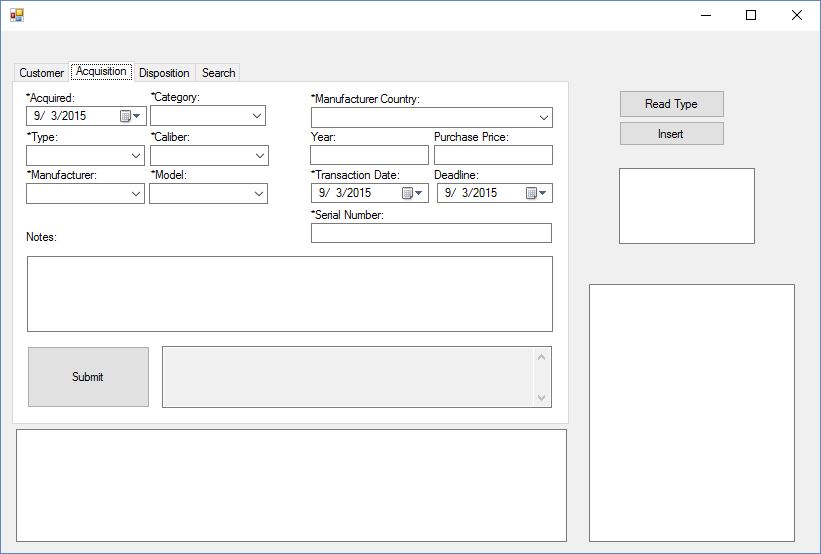 Customer Acquisition Disposition Search
*Acquired: *Category: *Manufacturer Country:
9/ 3/2015
*Type: *Caliber: Year: Purchase Price:
*Manufacturer: *Model: *Transaction Date: Deadline:
9/ 3/2015 9/ 3/2015
*Serial Number:
Notes:
Submit
Read Type
Insert